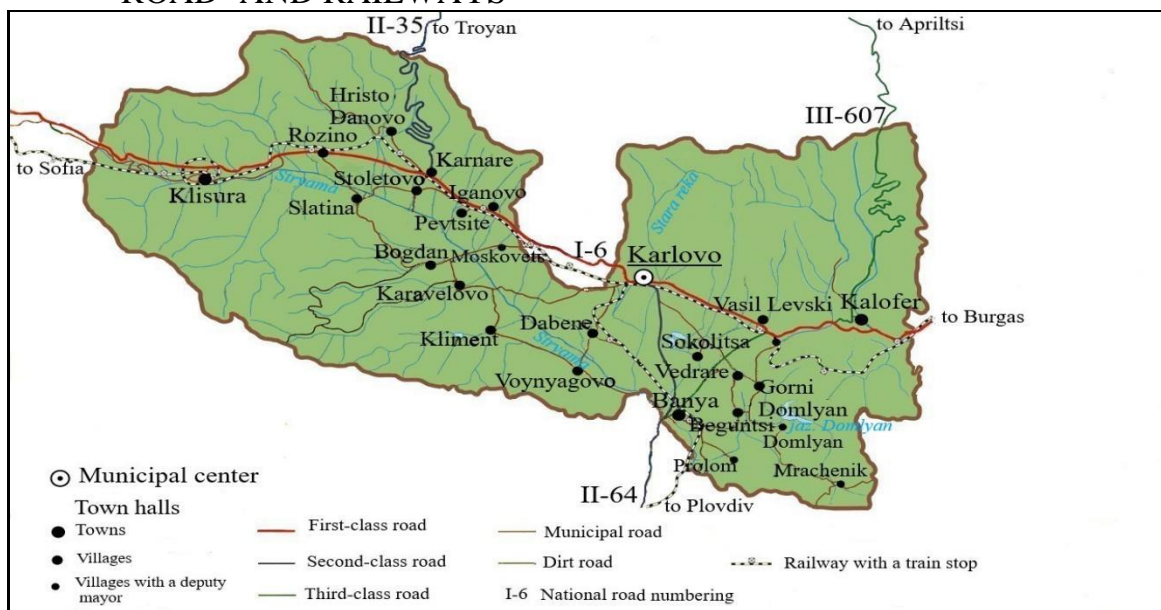 ROAD- AND RAILWAYS
II-35 to Troyan
to Apriltsi
Hristo
Danovo
III-607
Rozino
to Sofia
Karnare
Klisura
Stoletovo
Iganovo
Stryama
Slatina
Pevtsite
Stara reka
Bogdan
Moskovets
I-6
Karlovo
Karavelovo
Vasil Levski
Kalofer
to Burgas
Dabene
Kliment
Stryama
Sokolitsa
Vedrare
Voynyagovo
Gorni
Domlyan
Banya
Beguntsi
jaz. Domlyan
Domlyan
Prolom
Mrachenik
II-64
to Plovdiv
Municipal center
Town halls
Towns
Villages
Villages with a deputy
mayor
First-class road
Second-class road
Third-class road
Municipal road
Dirt road
I-6 National road numbering
Railway with a train stop